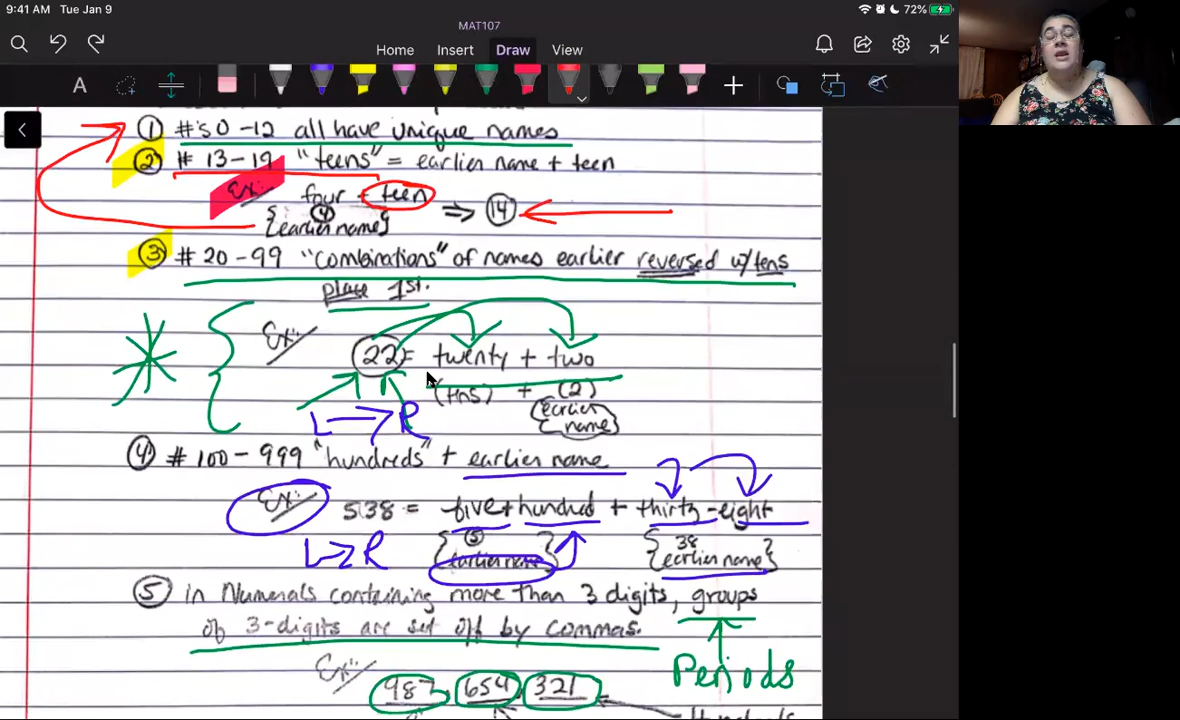 9:41 AM Tue Jan 9
72%
MAT107
Home Insert Draw View
① #'s 0-12 all have unique names
② # 13-19 "teens" = earlier name + teen
Ex: four + teen ⇒ ⑭
④
{earlier name}
③ # 20-99 "combinations" of names earlier reversed w/ tens
place 1st.
Ex:
22 = twenty + two
(tens) + (2)
(earlier
name)
L → R
④ # 100-999 "hundreds" + earlier name
Ex: 538 = five + hundred + thirty-eight
L → R
{⑤
earlier name}
{38
earlier name}
⑤ in Numerals containing more than 3 digits, groups
of 3-digits are set off by commas.
Periods
Ex:
987, 654, 321